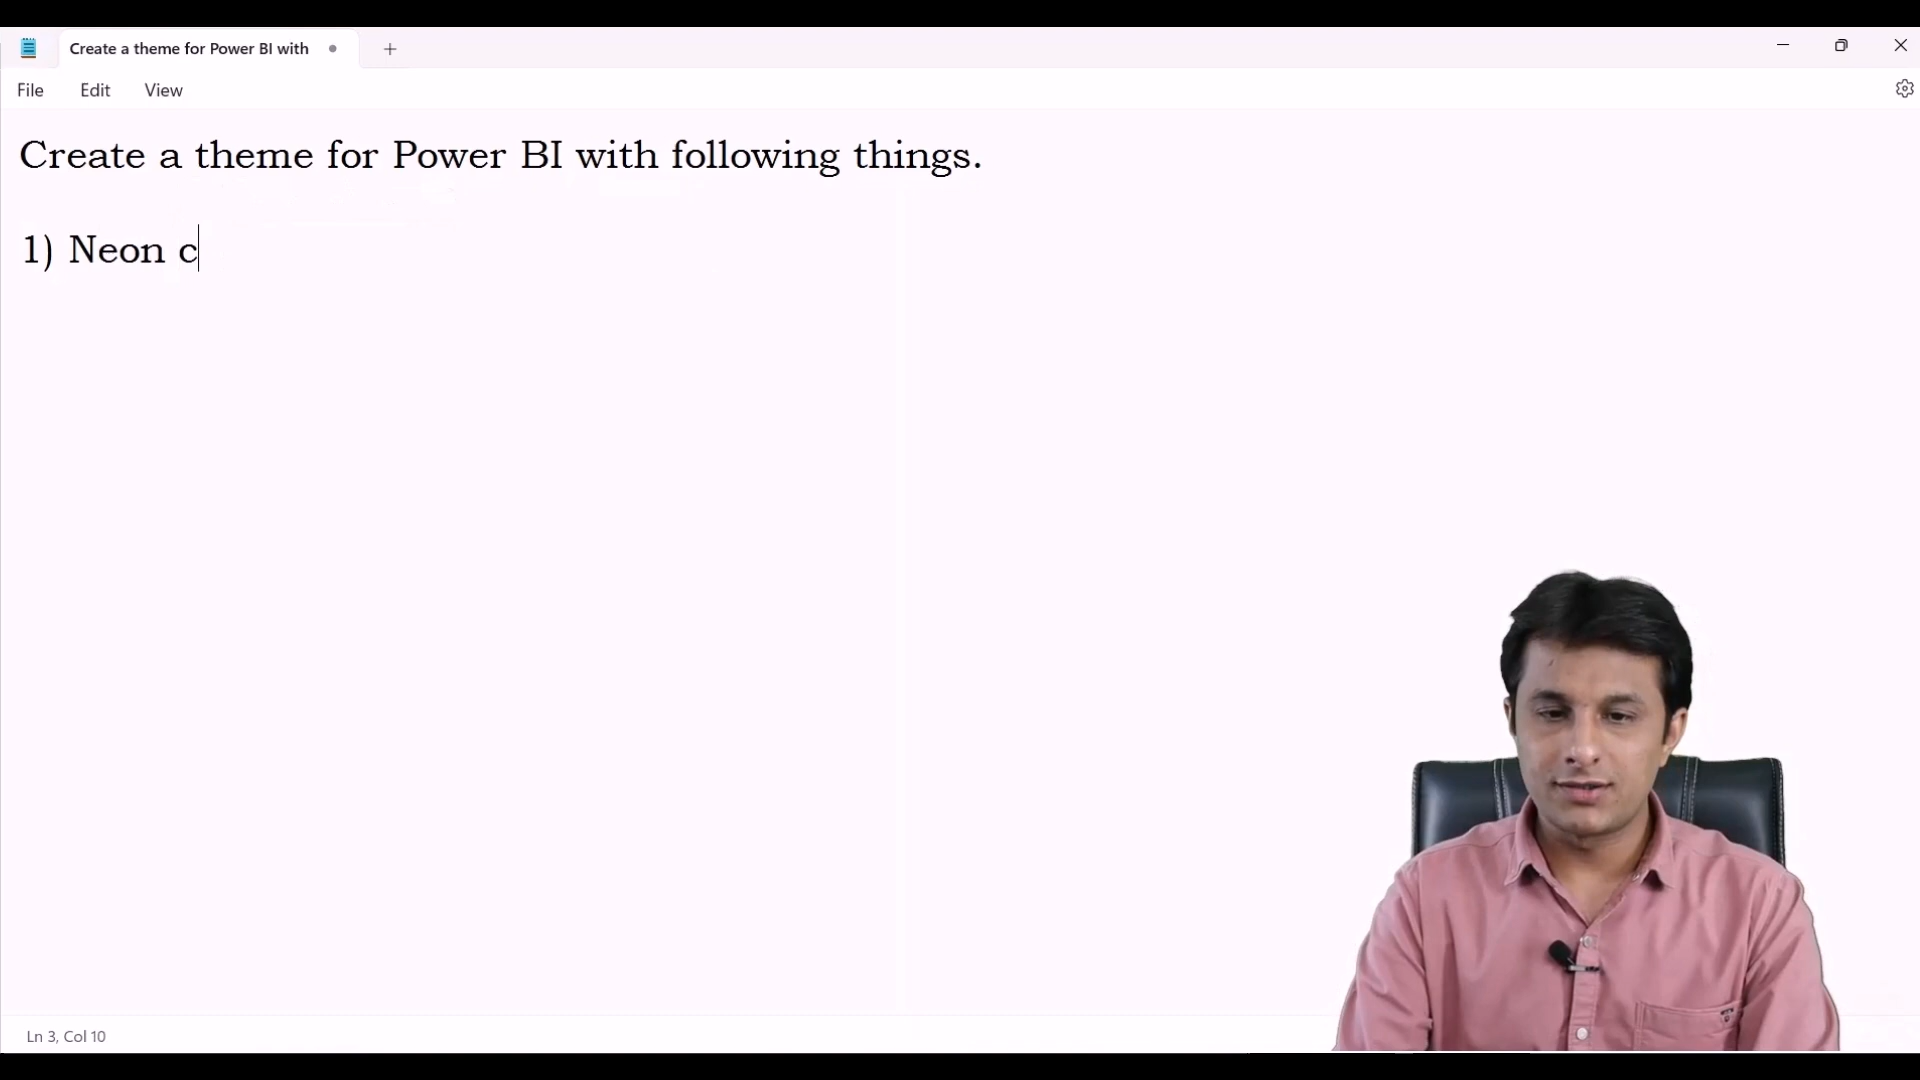 Create a theme for Power BI with
File Edit View
Create a theme for Power BI with following things.
1) Neon c
Ln 3, Col 10